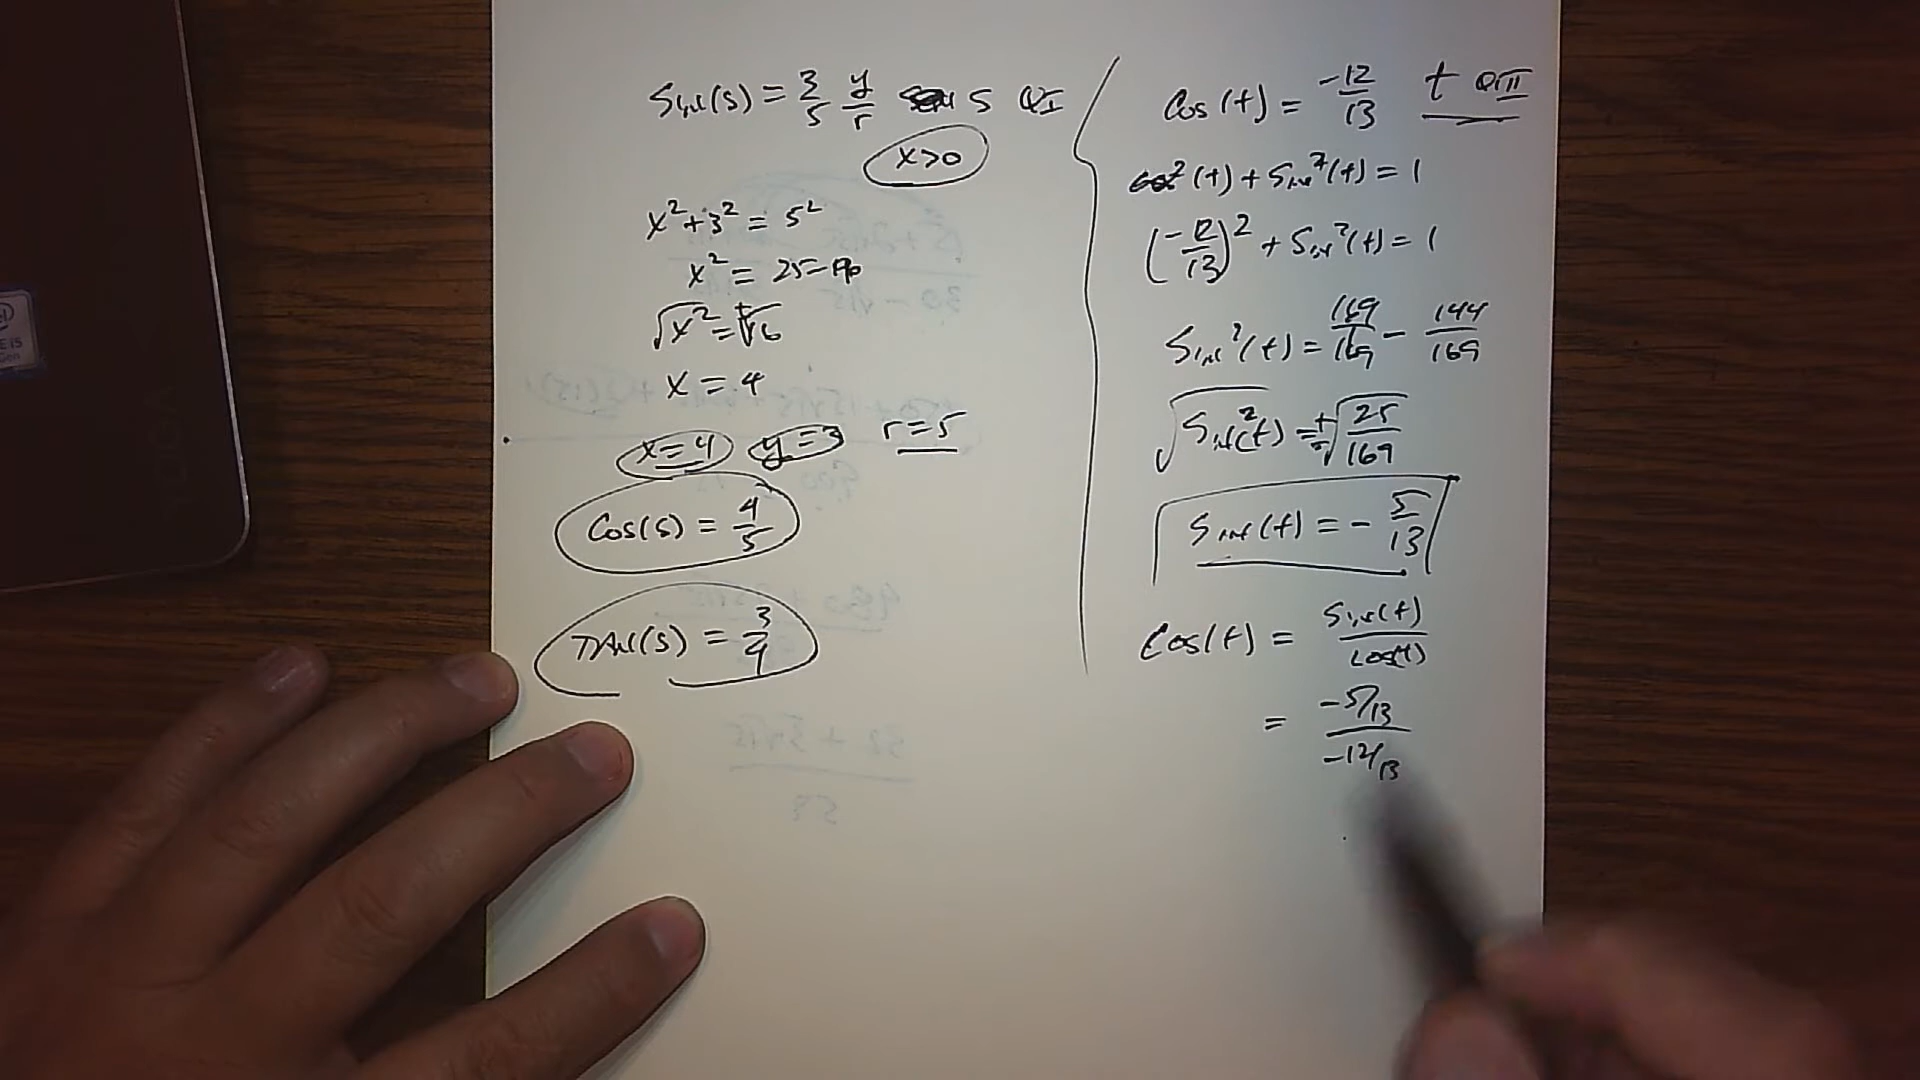 Sin(s) = 3/5 y/r s QI
x>0
x² + 3² = 5²
x² = 25-9
√x² = ±√16
x = 4
x=4 y=3 r=5
Cos(s) = 4/5
TAN(s) = 3/4
Cos(t) = -12/13 t QIII
cos²(t) + Sin²(t) = 1
(-12/13)² + Sin²(t) = 1
Sin²(t) = 169/169 - 144/169
√Sin²(t) = ±√25/169
Sin(t) = - 5/13
Cos(t) = Sin(t)/Cos(t)
= -5/13 / -12/13